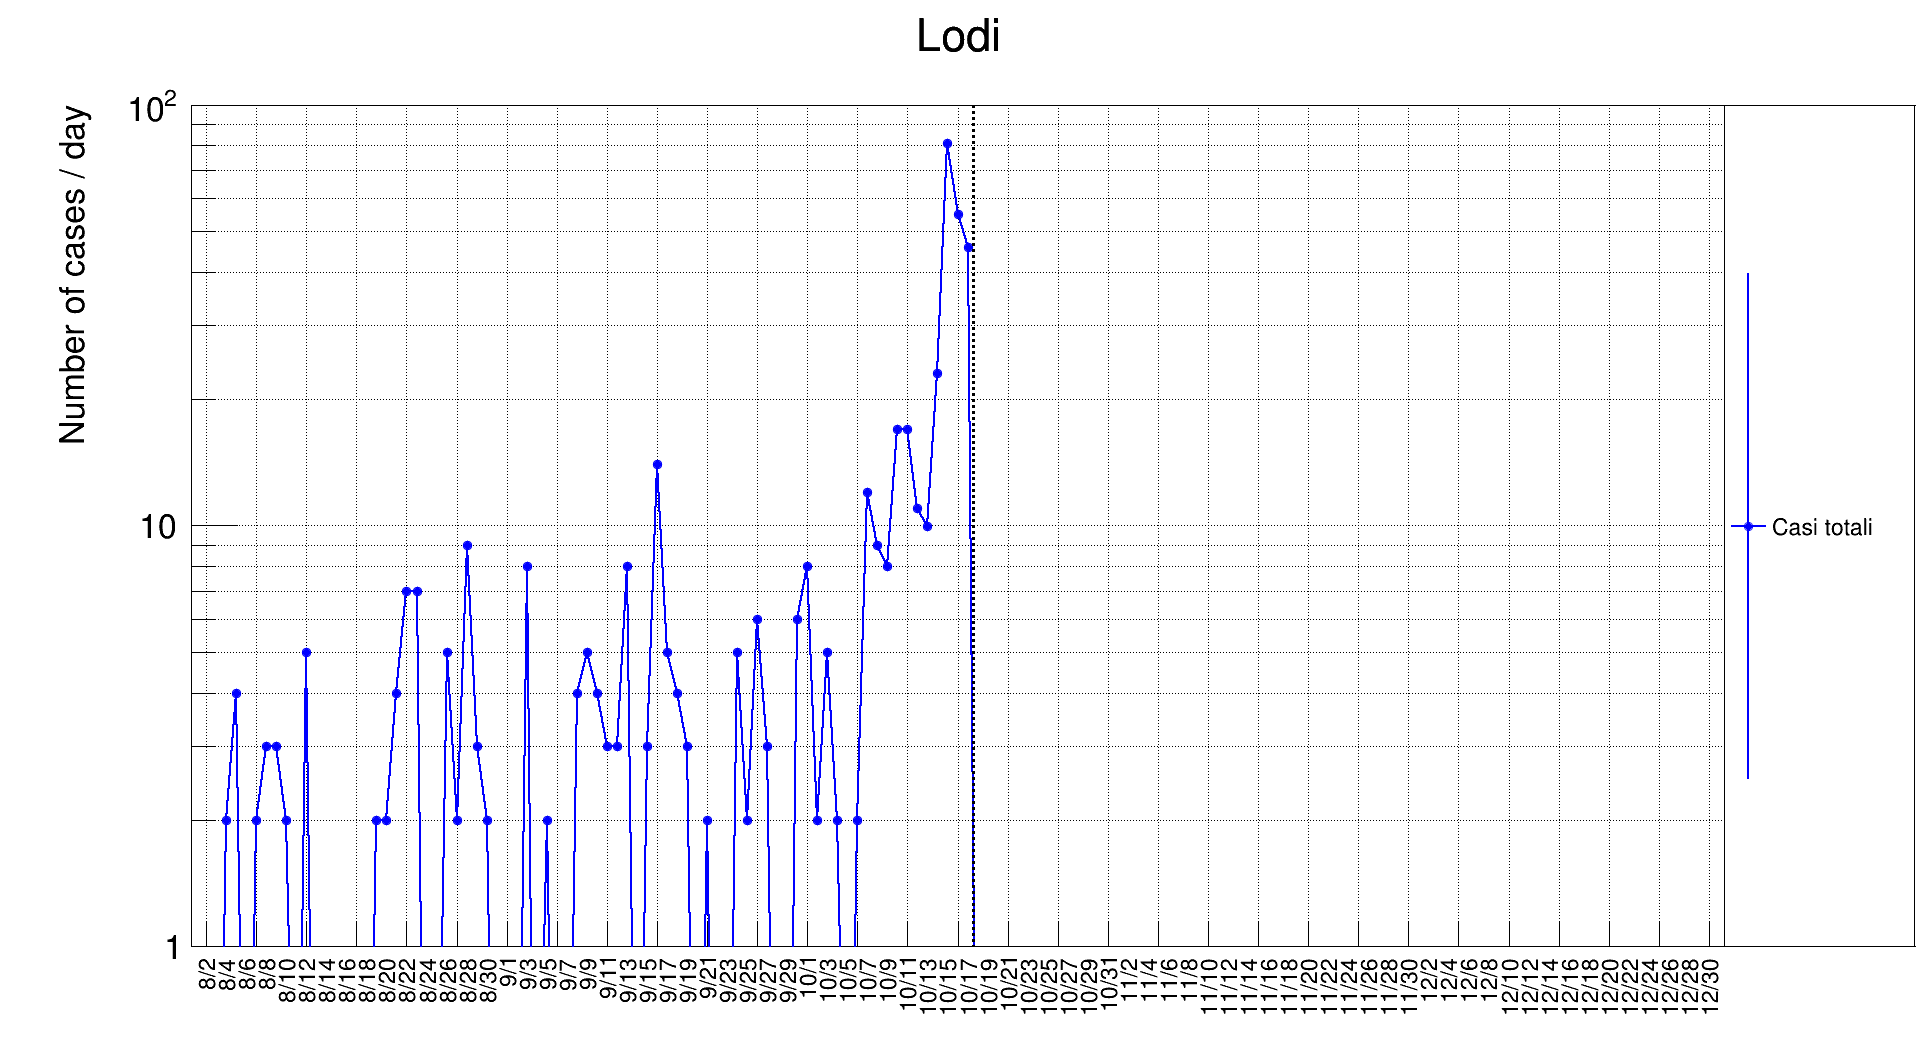 Lodi
Number of cases / day
10²
10
1
8/2 8/4 8/6 8/8 8/10 8/12 8/14 8/16 8/18 8/20 8/22 8/24 8/26 8/28 8/30 9/1 9/3 9/5 9/7 9/9 9/11 9/13 9/15 9/17 9/19 9/21 9/23 9/25 9/27 9/29 10/1 10/3 10/5 10/7 10/9 10/11 10/13 10/15 10/17 10/19 10/21 10/23 10/25 10/27 10/29 10/31 11/2 11/4 11/6 11/8 11/10 11/12 11/14 11/16 11/18 11/20 11/22 11/24 11/26 11/28 11/30 12/2 12/4 12/6 12/8 12/10 12/12 12/14 12/16 12/18 12/20 12/22 12/24 12/26 12/28 12/30
Casi totali